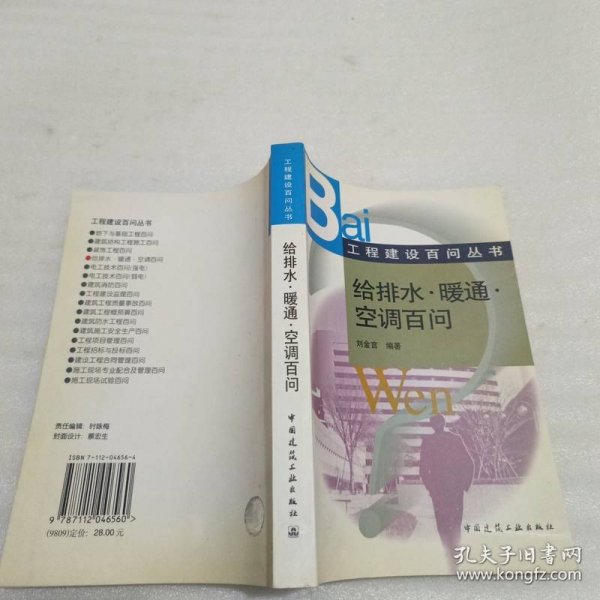 工程建设百问丛书
●地下与基础工程百问
●建筑结构工程施工百问
●装饰工程百问
●给排水·暖通·空调百问
●电工技术百问(强电)
●电工技术百问(弱电)
●建筑消防百问
●工程建设监理百问
●建筑工程质量事故百问
●建筑工程概预算百问
●建筑防水工程百问
●建筑施工安全生产百问
●工程项目管理百问
●工程招标与投标百问
●建设工程合同管理百问
●施工现场专业配合及管理百问
●施工现场试验百问
责任编辑:时咏梅
封面设计:蔡宏生
ISBN 7-112-04656-4
9 787112 046560 >
(9809)定价:28.00 元
工程建设百问丛书
给排水·暖通·空调百问
中国建筑工业出版社
Bai
工程建设百问丛书
给排水·暖通·
空调百问
刘金言 编著
Wen
中国建筑工业出版社
孔夫子旧书网
www.kongfz.com